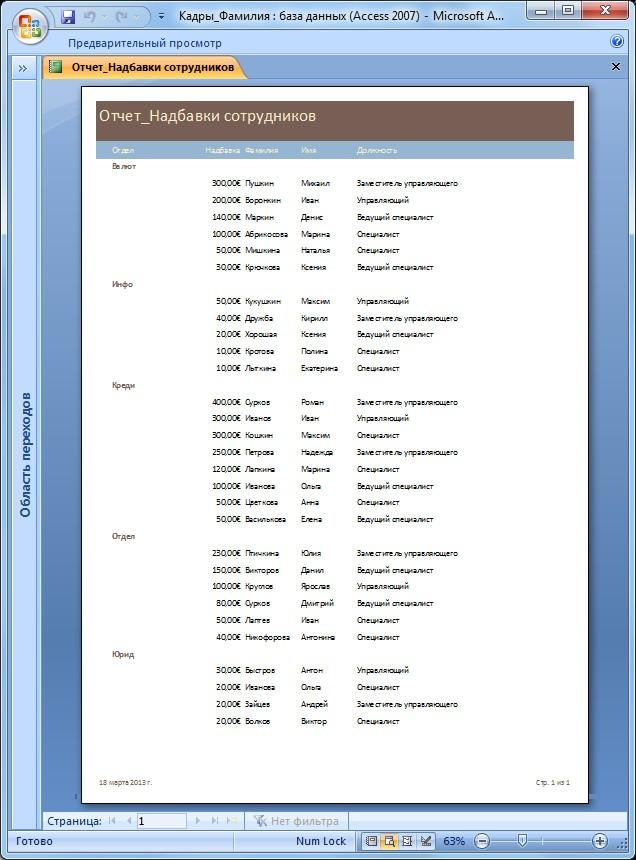 Кадры_Фамилия : база данных (Access 2007) - Microsoft A...
Предварительный просмотр
Отчет_Надбавки сотрудников
Область переходов
Отчет_Надбавки сотрудников
Отдел Надбавка Фамилия Имя Должность
Валют
300,00€ Пушкин Михаил Заместитель управляющего
200,00€ Воронкин Иван Управляющий
140,00€ Маркин Денис Ведущий специалист
100,00€ Абрикосова Марина Специалист
50,00€ Мишкина Наталья Специалист
30,00€ Крючкова Ксения Ведущий специалист
Инфо
50,00€ Кукушкин Максим Управляющий
40,00€ Дружба Кирилл Заместитель управляющего
20,00€ Хорошая Ксения Ведущий специалист
10,00€ Кротова Полина Специалист
10,00€ Лыткина Екатерина Специалист
Креди
400,00€ Сурков Роман Заместитель управляющего
300,00€ Иванов Иван Управляющий
300,00€ Кошкин Максим Специалист
250,00€ Петрова Надежда Заместитель управляющего
120,00€ Лапкина Марина Специалист
100,00€ Иванова Ольга Ведущий специалист
50,00€ Цветкова Анна Специалист
50,00€ Василькова Елена Ведущий специалист
Отдел
230,00€ Птичкина Юлия Заместитель управляющего
150,00€ Викторов Данил Ведущий специалист
100,00€ Круглов Ярослав Управляющий
80,00€ Сурков Дмитрий Ведущий специалист
50,00€ Лаптев Иван Специалист
40,00€ Никофорова Антонина Специалист
Юрид
30,00€ Быстров Антон Управляющий
20,00€ Иванова Ольга Специалист
20,00€ Зайцев Андрей Заместитель управляющего
20,00€ Волков Виктор Специалист
18 марта 2013 г. Стр. 1 из 1
Страница: 1 Нет фильтра
Готово Num Lock 63%